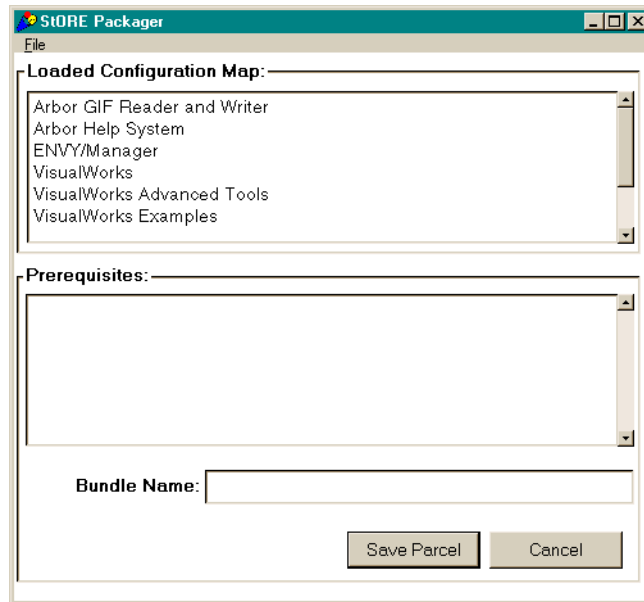 StORE Packager
File
Loaded Configuration Map:
Arbor GIF Reader and Writer
Arbor Help System
ENVY/Manager
VisualWorks
VisualWorks Advanced Tools
VisualWorks Examples
Prerequisites:
Bundle Name:
Save Parcel Cancel